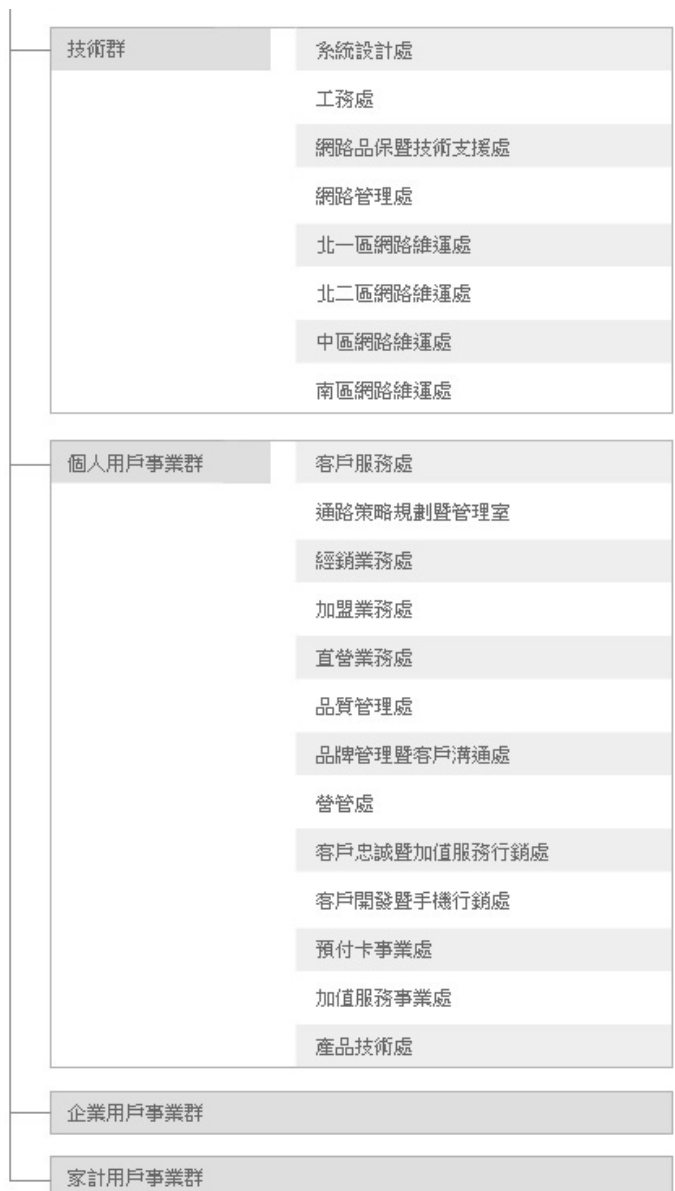 技術群
系統設計處
工務處
網路品保暨技術支援處
網路管理處
北一區網路維運處
北二區網路維運處
中區網路維運處
南區網路維運處
個人用戶事業群
客戶服務處
通路策略規劃暨管理室
經銷業務處
加盟業務處
直營業務處
品質管理處
品牌管理暨客戶溝通處
營管處
客戶忠誠暨加值服務行銷處
客戶開發暨手機行銷處
預付卡事業處
加值服務事業處
產品技術處
企業用戶事業群
家計用戶事業群